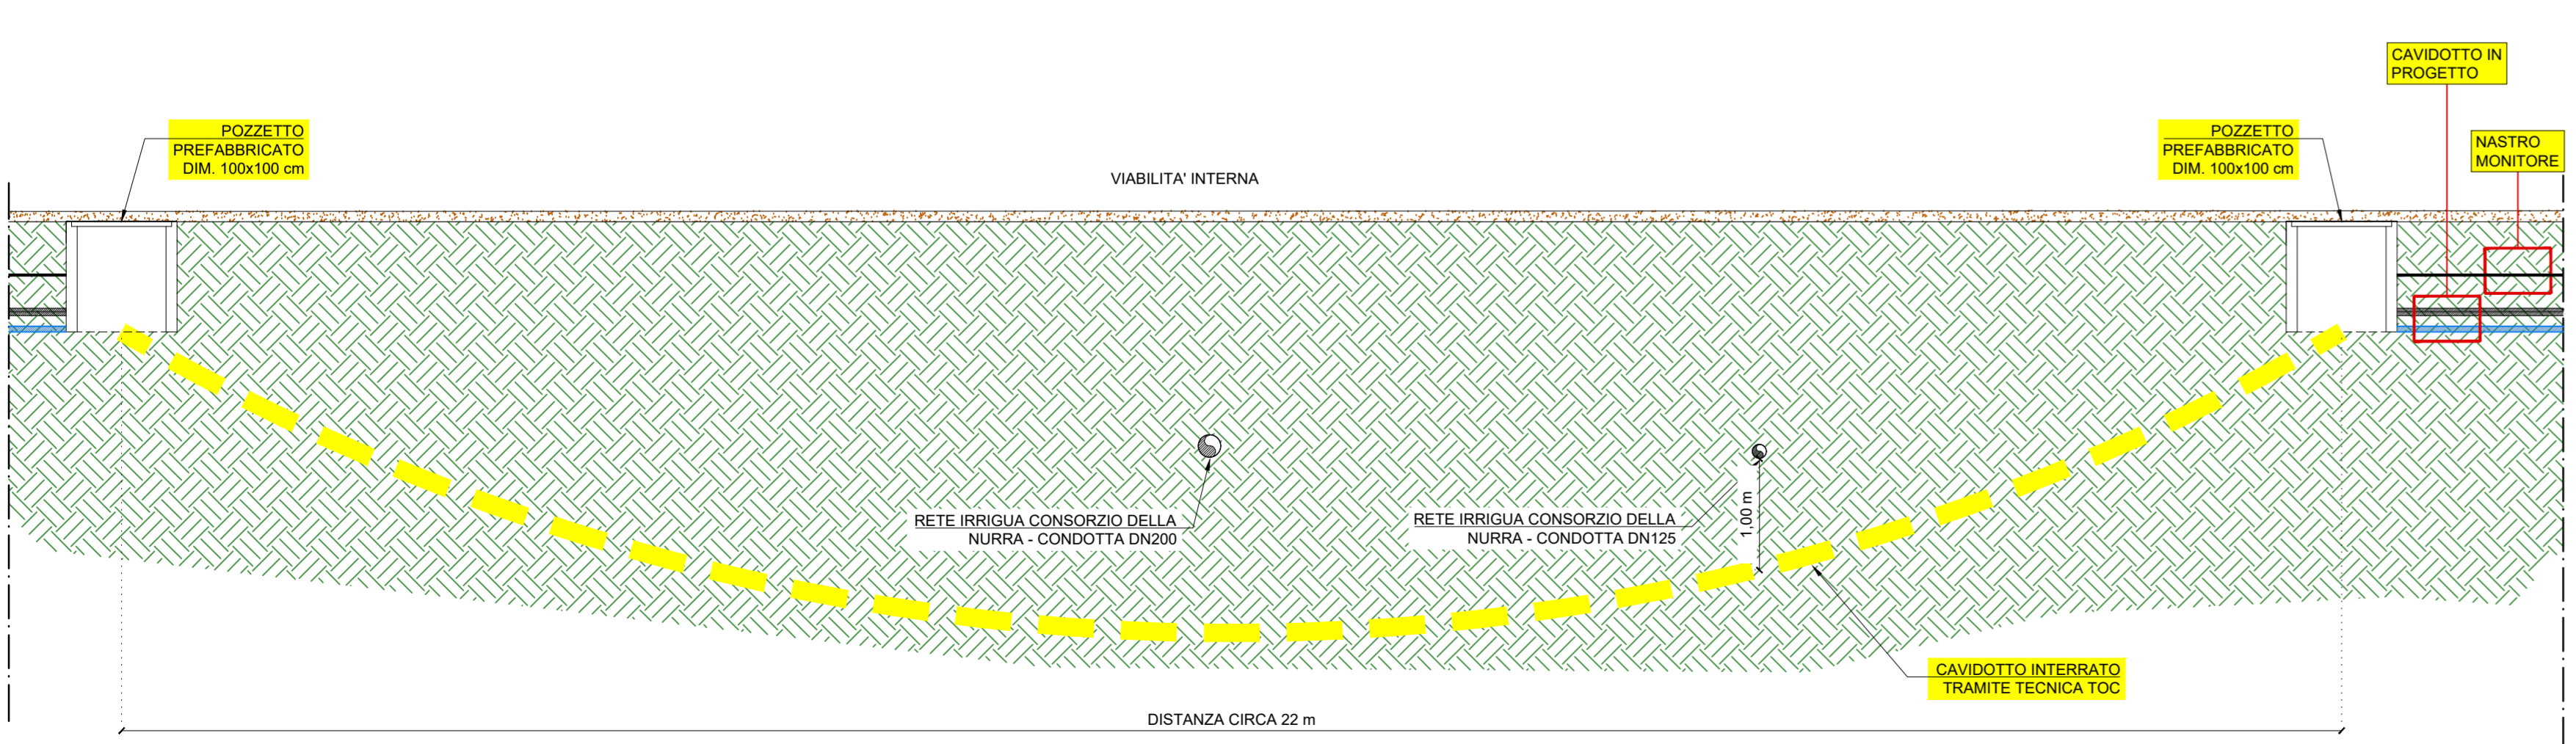 CAVIDOTTO IN
PROGETTO
POZZETTO
PREFABBRICATO
DIM. 100x100 cm
POZZETTO
PREFABBRICATO
DIM. 100x100 cm
NASTRO
MONITORE
VIABILITA' INTERNA
RETE IRRIGUA CONSORZIO DELLA
NURRA - CONDOTTA DN200
RETE IRRIGUA CONSORZIO DELLA
NURRA - CONDOTTA DN125
1,00 m
CAVIDOTTO INTERRATO
TRAMITE TECNICA TOC
DISTANZA CIRCA 22 m